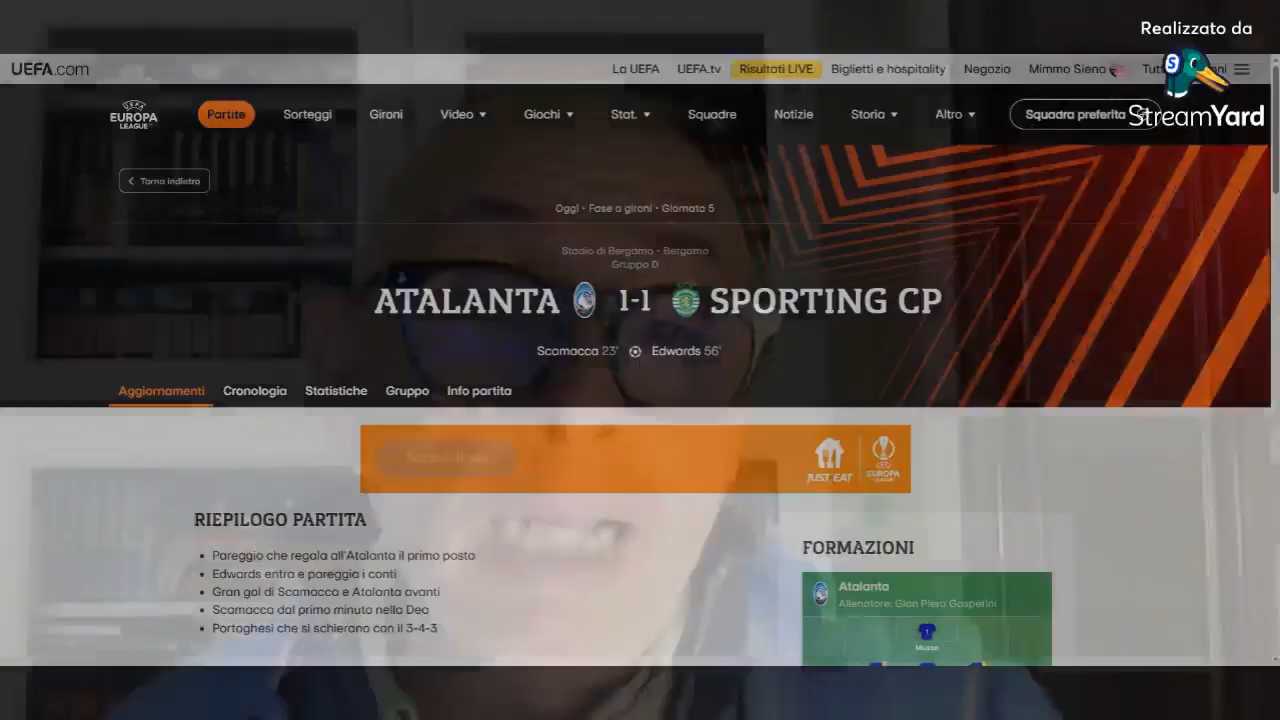 Realizzato da
StreamYard
UEFA.com
La UEFA UEFA.tv Risultati LIVE Biglietti e hospitality Negozio Mimmo Siena
UEFA EUROPA LEAGUE
Partite Sorteggi Gironi Video Giochi Stat. Squadre Notizie Storia Altro Squadra preferita
Torna indietro
Oggi • Fase a gironi • Giornata 5
Stadio di Bergamo • Bergamo
Gruppo D
ATALANTA 1-1 SPORTING CP
Scamacca 23' Edwards 56'
Aggiornamenti Cronologia Statistiche Gruppo Info partita
JUST EAT UEFA EUROPA LEAGUE
RIEPILOGO PARTITA
• Pareggio che regala all'Atalanta il primo posto
• Edwards entra e pareggia i conti
• Gran gol di Scamacca e Atalanta avanti
• Scamacca dal primo minuto nella Dea
• Portoghesi che si schierano con il 3-4-3
FORMAZIONI
Atalanta
Allenatore: Gian Piero Gasperini
1
Musso